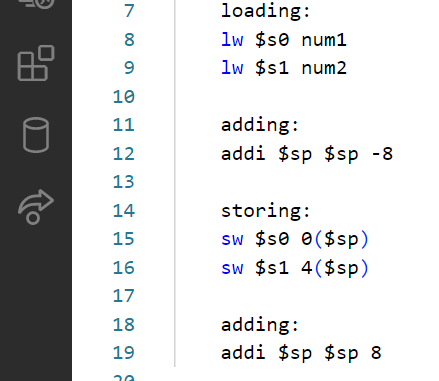 7 loading:
8 lw $s0 num1
9 lw $s1 num2
10
11 adding:
12 addi $sp $sp -8
13
14 storing:
15 sw $s0 0($sp)
16 sw $s1 4($sp)
17
18 adding:
19 addi $sp $sp 8
20